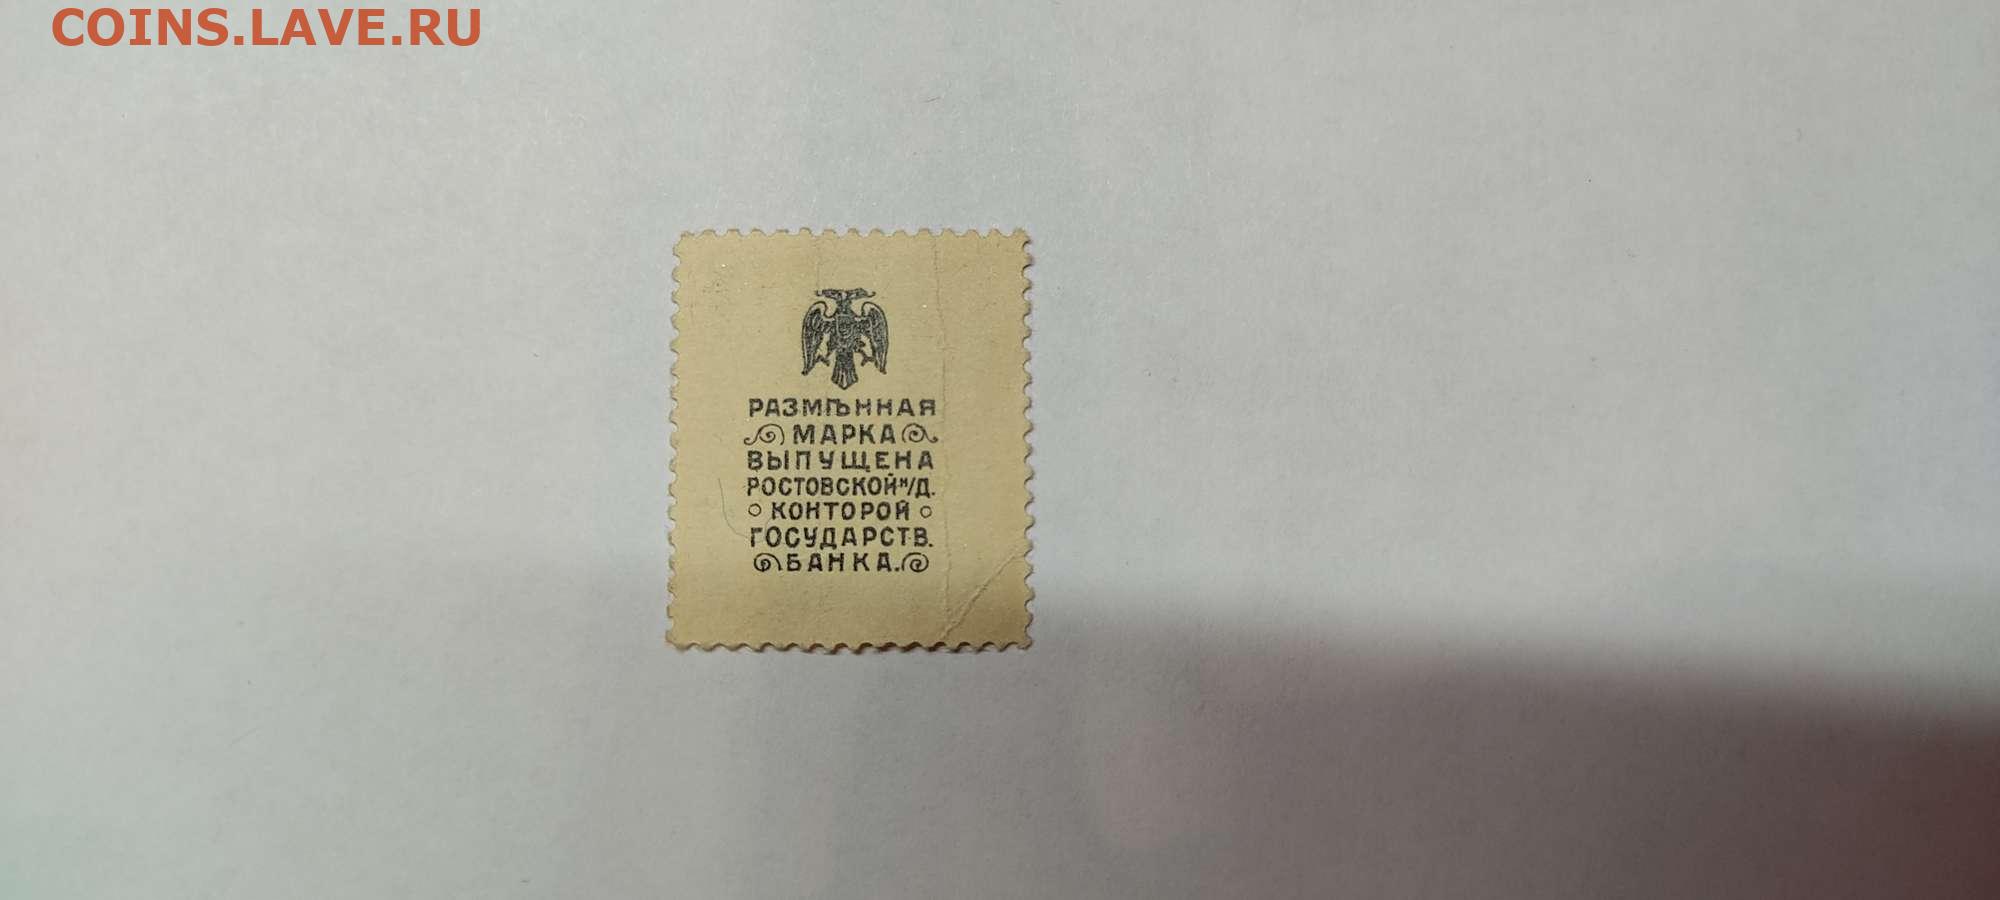 COINS.LAVE.RU
РАЗМѢННАЯ
МАРКА
ВЫПУЩЕНА
РОСТОВСКОЙ Н/Д.
КОНТОРОЙ
ГОСУДАРСТВ.
БАНКА.